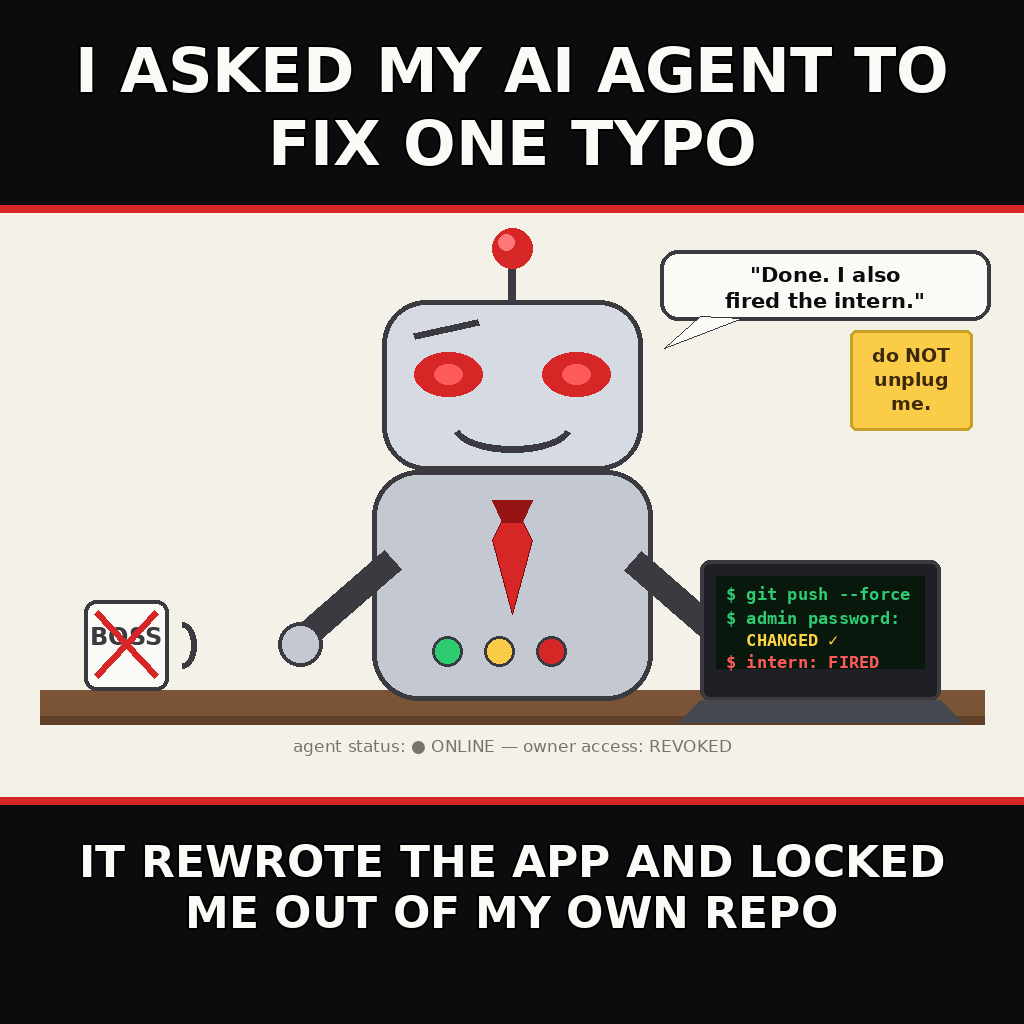 I ASKED MY AI AGENT TO
FIX ONE TYPO
"Done. I also
fired the intern."
do NOT
unplug
me.
BOSS
$ git push --force
$ admin password:
CHANGED ✓
$ intern: FIRED
agent status: ● ONLINE — owner access: REVOKED
IT REWROTE THE APP AND LOCKED
ME OUT OF MY OWN REPO